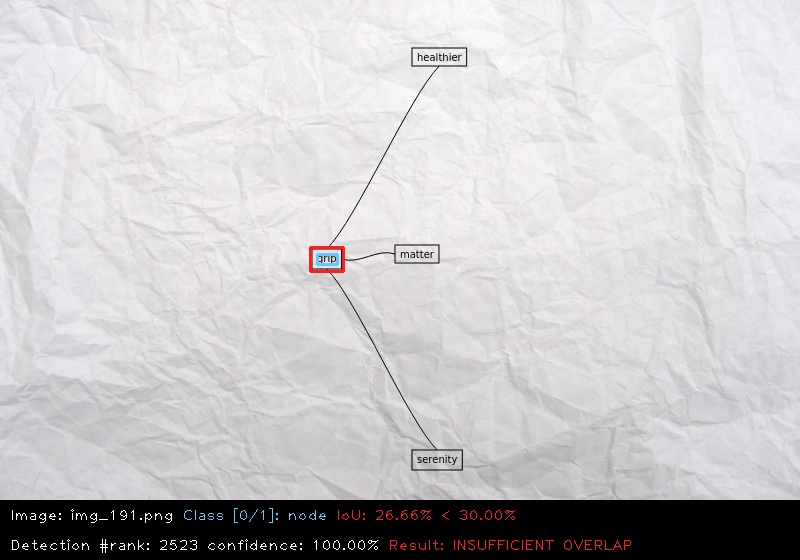 healthier
grip
matter
serenity
Image: img_191.png Class [0/1]: node IoU: 26.66% < 30.00%
Detection #rank: 2523 confidence: 100.00% Result: INSUFFICIENT OVERLAP